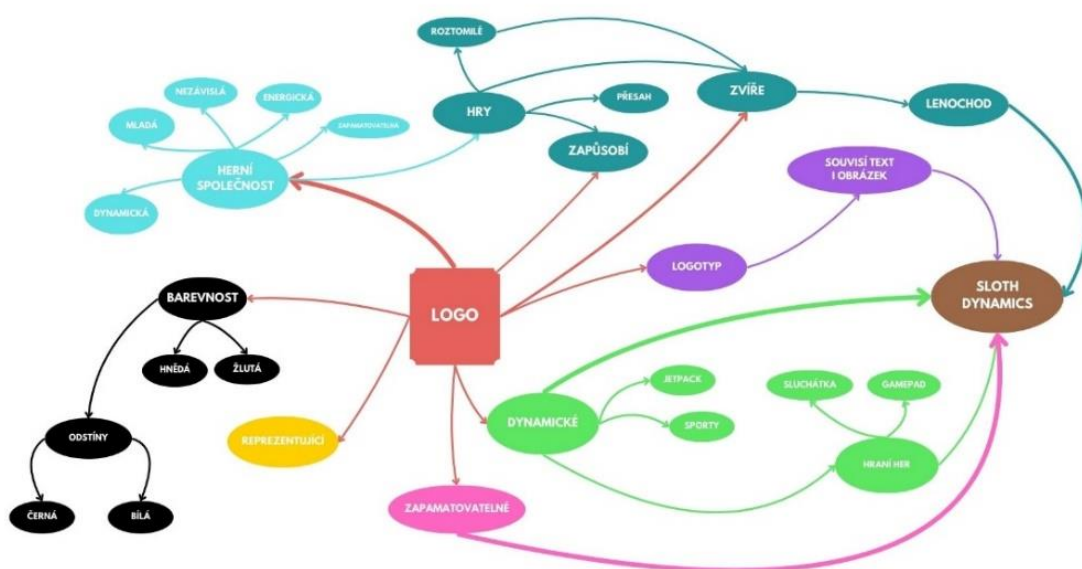 ROZTOMILÉ
NEZÁVISLÁ
ENERGICKÁ
MLADÁ
ZAPAMATOVATELNÁ
HERNÍ
SPOLEČNOST
DYNAMICKÁ
HRY
PŘESAH
ZAPŮSOBÍ
ZVÍŘE
LENOCHOD
SOUVISÍ TEXT
I OBRÁZEK
LOGOTYP
SLOTH
DYNAMICS
LOGO
BAREVNOST
HNĚDÁ
ŽLUTÁ
ODSTÍNY
ČERNÁ
BÍLÁ
REPREZENTUJÍCÍ
ZAPAMATOVATELNÉ
DYNAMICKÉ
JETPACK
SPORTY
SLUCHÁTKA
GAMEPAD
HRANÍ HER